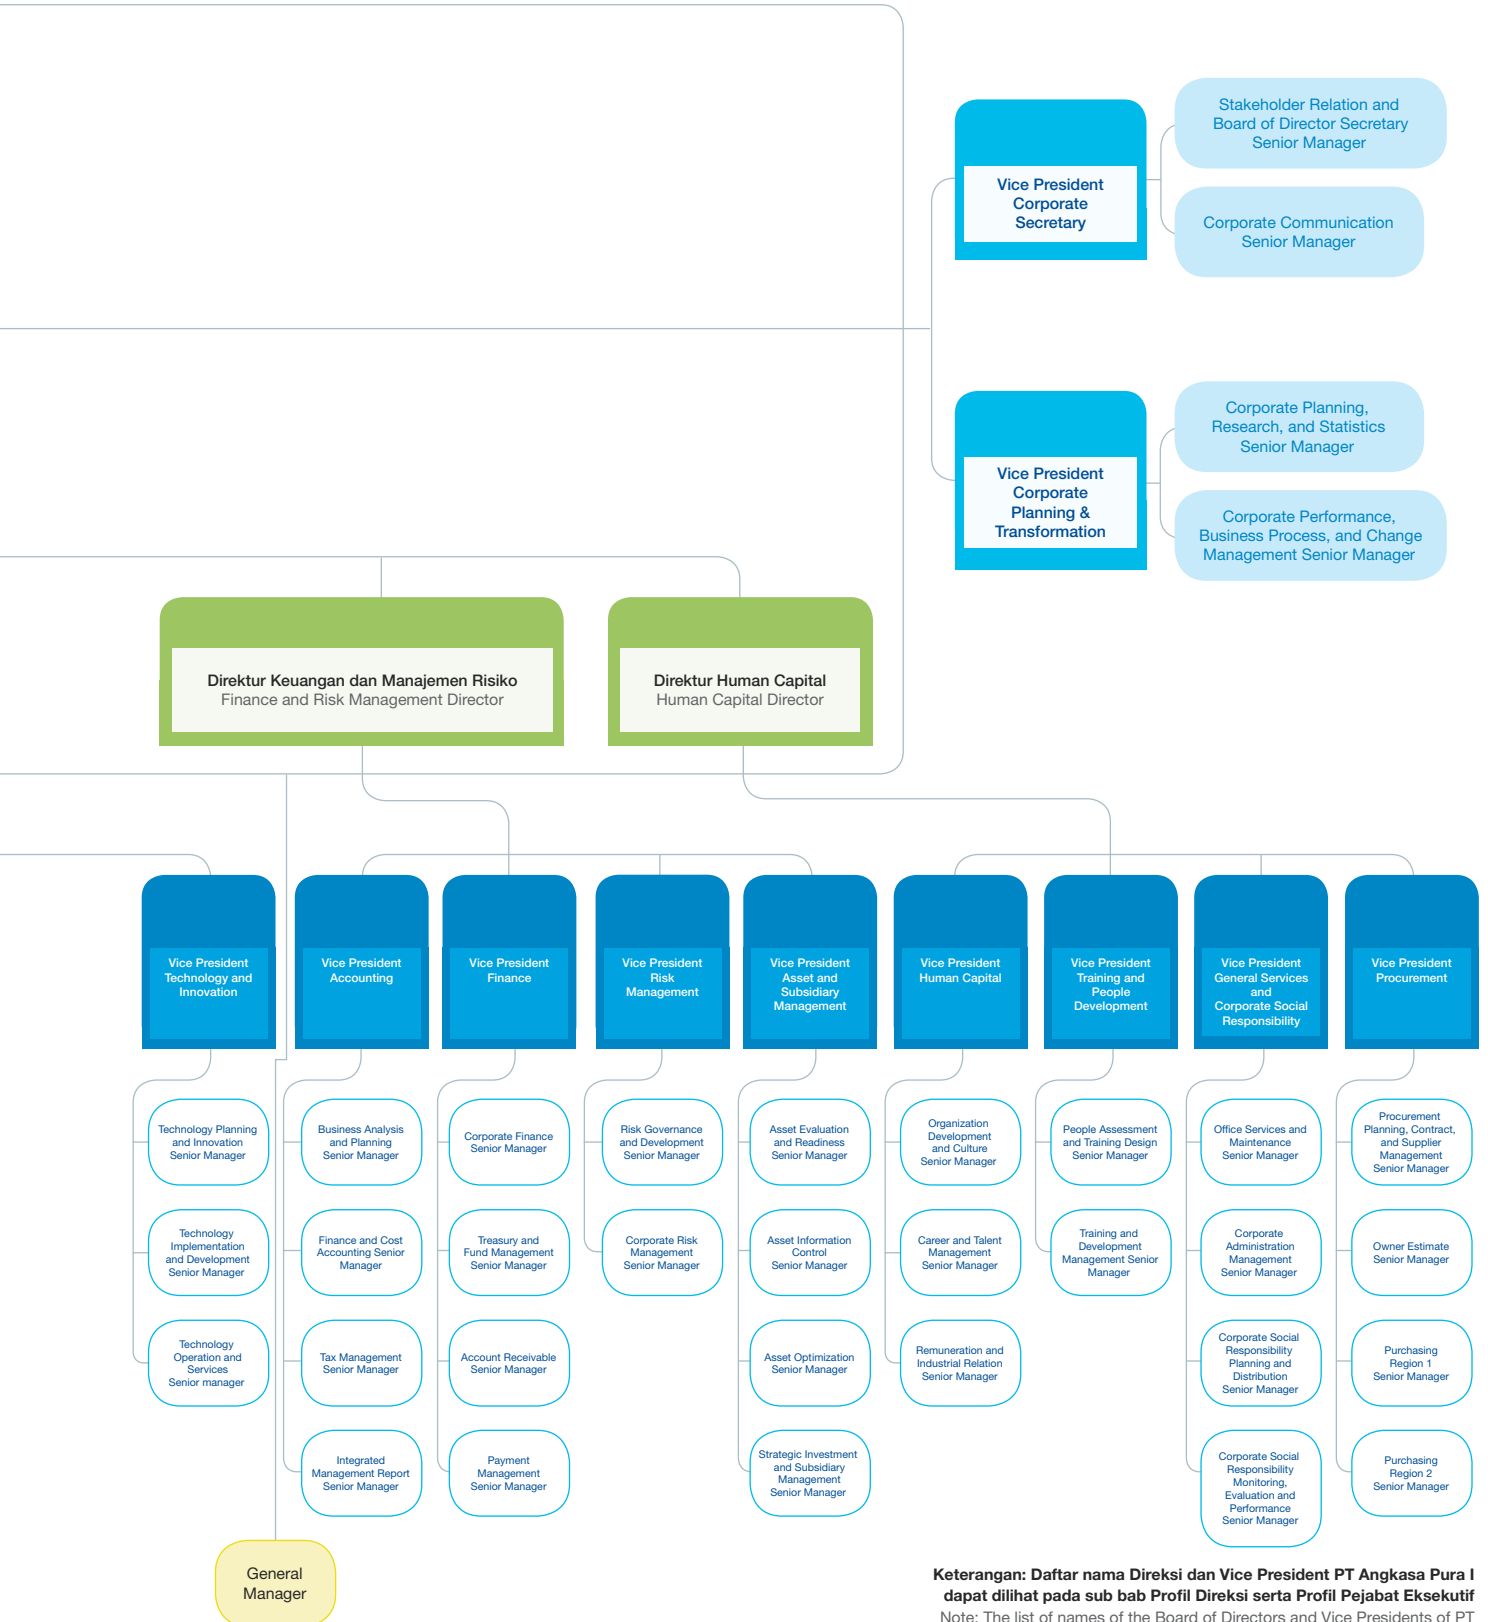 Stakeholder Relation and
Board of Director Secretary
Senior Manager
Vice President
Corporate
Secretary
Corporate Communication
Senior Manager
Corporate Planning,
Research, and Statistics
Senior Manager
Vice President
Corporate
Planning &
Transformation
Corporate Performance,
Business Process, and Change
Management Senior Manager
Direktur Keuangan dan Manajemen Risiko
Finance and Risk Management Director
Direktur Human Capital
Human Capital Director
Vice President
Technology and
Innovation
Vice President
Accounting
Vice President
Finance
Vice President
Risk
Management
Vice President
Asset and
Subsidiary
Management
Vice President
Human Capital
Vice President
Training and
People
Development
Vice President
General Services
and
Corporate Social
Responsibility
Vice President
Procurement
Technology Planning
and Innovation
Senior Manager
Business Analysis
and Planning
Senior Manager
Corporate Finance
Senior Manager
Risk Governance
and Development
Senior Manager
Asset Evaluation
and Readiness
Senior Manager
Organization
Development
and Culture
Senior Manager
People Assessment
and Training Design
Senior Manager
Office Services and
Maintenance
Senior Manager
Procurement
Planning, Contract,
and Supplier
Management
Senior Manager
Technology
Implementation
and Development
Senior Manager
Finance and Cost
Accounting Senior
Manager
Treasury and
Fund Management
Senior Manager
Corporate Risk
Management
Senior Manager
Asset Information
Control
Senior Manager
Career and Talent
Management
Senior Manager
Training and
Development
Management Senior
Manager
Corporate
Administration
Management
Senior Manager
Owner Estimate
Senior Manager
Technology
Operation and
Services
Senior manager
Tax Management
Senior Manager
Account Receivable
Senior Manager
Asset Optimization
Senior Manager
Remuneration and
Industrial Relation
Senior Manager
Corporate Social
Responsibility
Planning and
Distribution
Senior Manager
Purchasing
Region 1
Senior Manager
Integrated
Management Report
Senior Manager
Payment
Management
Senior Manager
Strategic Investment
and Subsidiary
Management
Senior Manager
Corporate Social
Responsibility
Monitoring,
Evaluation and
Performance
Senior Manager
Purchasing
Region 2
Senior Manager
General
Manager
Keterangan: Daftar nama Direksi dan Vice President PT Angkasa Pura I
dapat dilihat pada sub bab Profil Direksi serta Profil Pejabat Eksekutif
Note: The list of names of the Board of Directors and Vice Presidents of PT